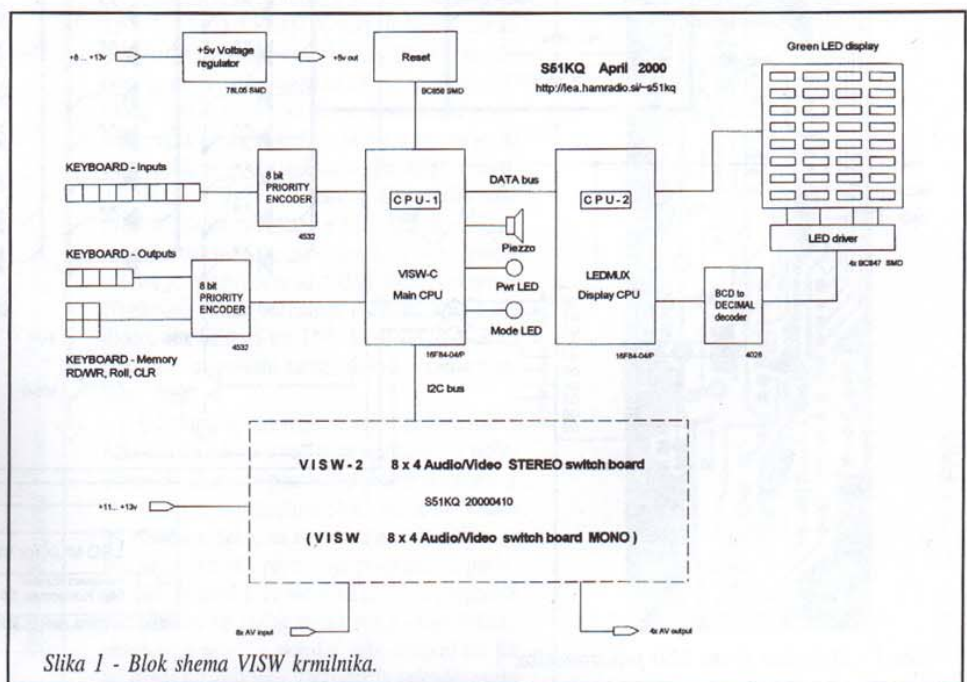 +8 ... +13v
+5v Voltage
regulator
78L05 SMD
+5v out
Reset
BC858 SMD
S51KQ April 2000
http://lea.hamradio.si/~s51kq
Green LED display
KEYBOARD - Inputs
8 bit
PRIORITY
ENCODER
4532
KEYBOARD - Outputs
8 bit
PRIORITY
ENCODER
4532
KEYBOARD - Memory
RD/WR, Roll, CLR
CPU-1
VISW-C
Main CPU
16F84-04/P
DATA bus
Piezzo
Pwr LED
Mode LED
CPU-2
LEDMUX
Display CPU
16F84-04/P
LED driver
4x BC847 SMD
BCD to
DECIMAL
decoder
4028
I2C bus
VISW-2 8 x 4 Audio/Video STEREO switch board
S51KQ 20000410
+11... +13v
(VISW 8 x 4 Audio/Video switch board MONO)
8x AV input
4x AV output
Slika 1 - Blok shema VISW krmilnika.